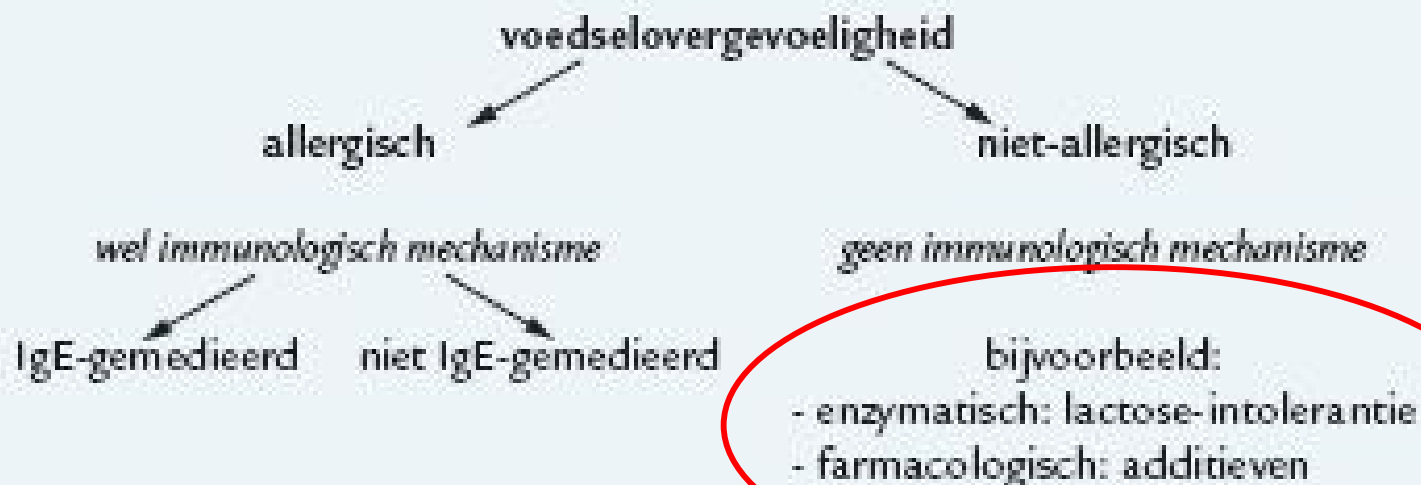 voedselovergevoeligheid
allergisch niet-allergisch
wel immunologisch mechanisme geen immunologisch mechanisme
IgE-gemedieerd niet IgE-gemedieerd bijvoorbeeld:
- enzymatisch: lactose-intolerantie
- farmacologisch: additieven